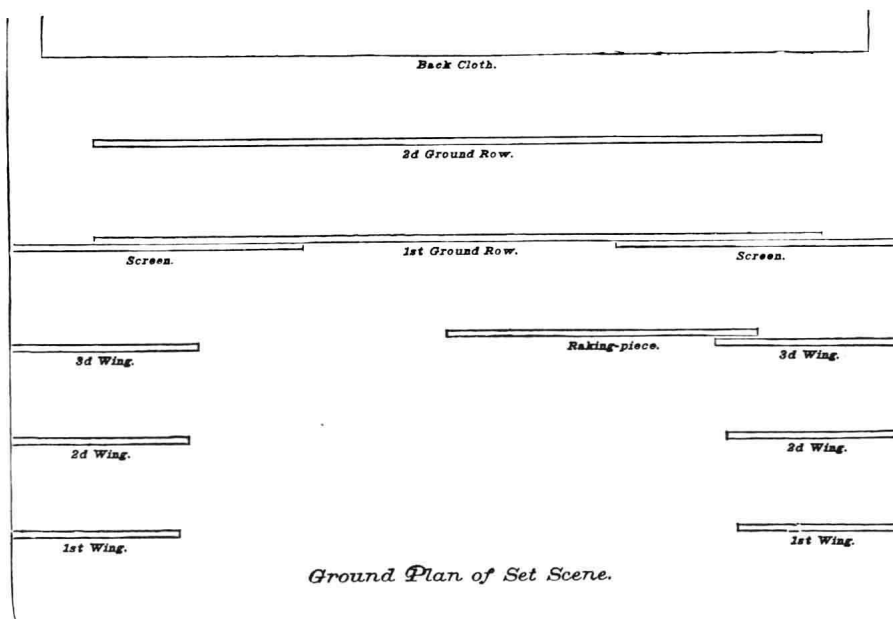 Back Cloth.
2d Ground Row.
Screen.
1st Ground Row.
Screen.
3d Wing.
Raking-piece.
3d Wing.
2d Wing.
2d Wing.
1st Wing.
1st Wing.
Ground Plan of Set Scene.